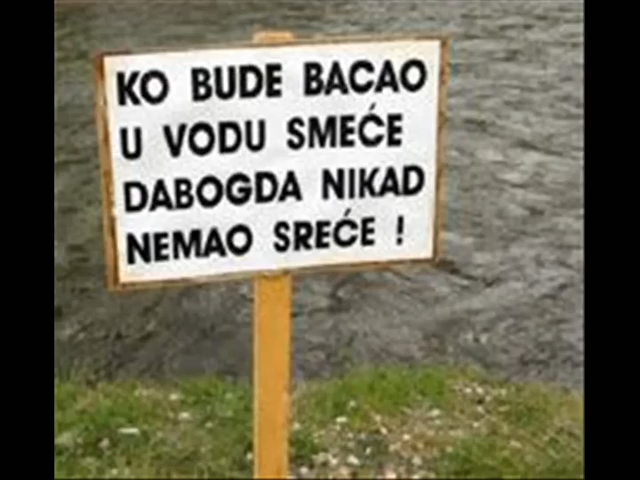 KO BUDE BACAO
U VODU SMEĆE
DABOGDA NIKAD
NEMAO SREĆE !